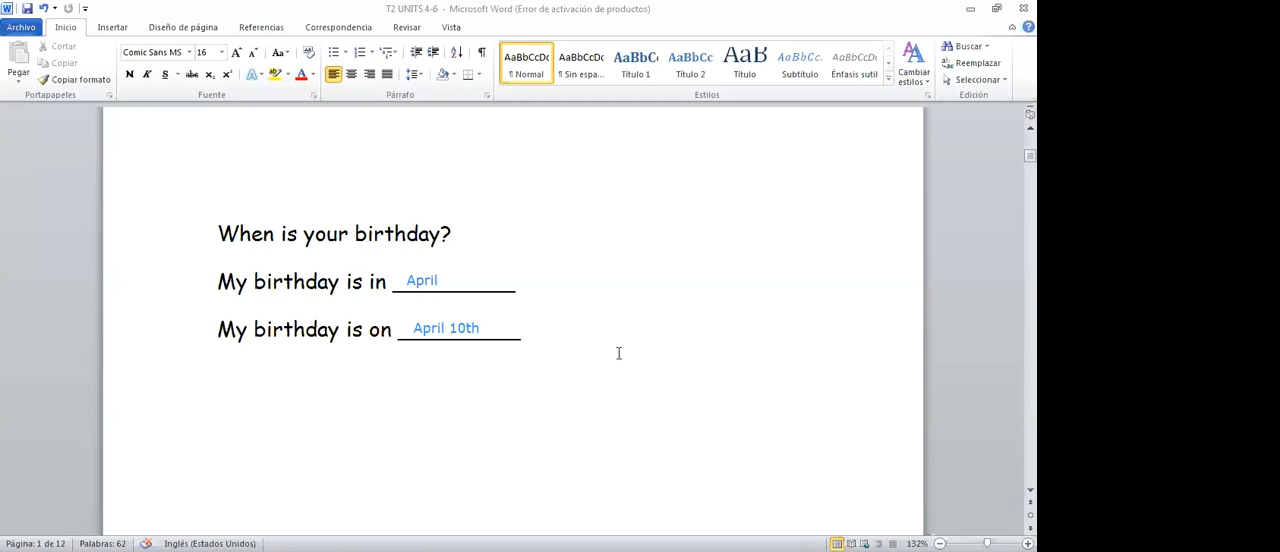 T2 UNITS 4-6 - Microsoft Word (Error de activación de productos)
Archivo Inicio Insertar Diseño de página Referencias Correspondencia Revisar Vista
Pegar
Cortar
Copiar
Copiar formato
Portapapeles
Comic Sans MS 16
N K S abc x₂ x² A A
Fuente
Párrafo
AaBbCcDc AaBbCcDc AaBbC AaBbCc AaB AaBbCc. AaBbCcDc
¶ Normal ¶ Sin espa... Título 1 Título 2 Título Subtítulo Énfasis sutil
Cambiar estilos
Estilos
Buscar
Reemplazar
Seleccionar
Edición
When is your birthday?
My birthday is in April
My birthday is on April 10th
Página: 1 de 12 Palabras: 62 Inglés (Estados Unidos) 132%